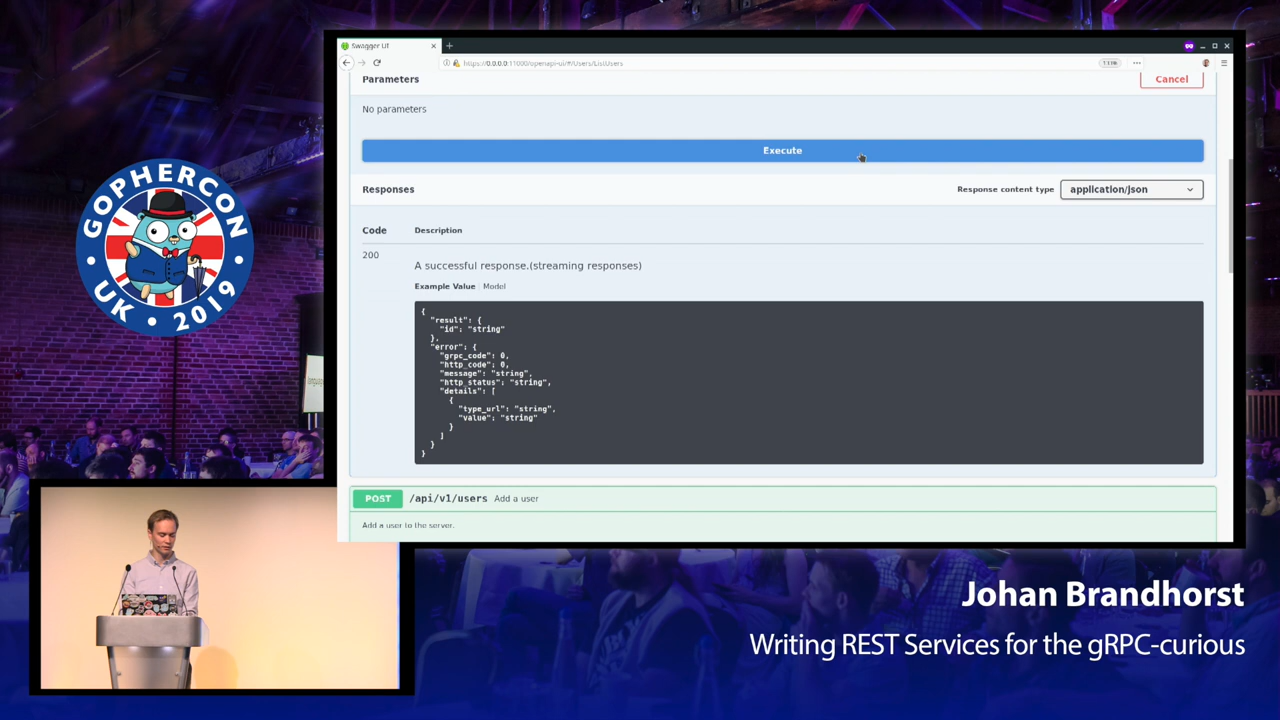 GOPHERCON
UK • 2019
Swagger UI
https://0.0.0.0:11000/openapi-ui/#/Users/ListUsers
110%
Parameters
Cancel
No parameters
Execute
Responses
Response content type
application/json
Code
Description
200
A successful response.(streaming responses)
Example Value
Model
{
"result": {
"id": "string"
},
"error": {
"grpc_code": 0,
"http_code": 0,
"message": "string",
"http_status": "string",
"details": [
{
"type_url": "string",
"value": "string"
}
]
}
}
POST /api/v1/users Add a user
Add a user to the server.
Johan Brandhorst
Writing REST Services for the gRPC-curious